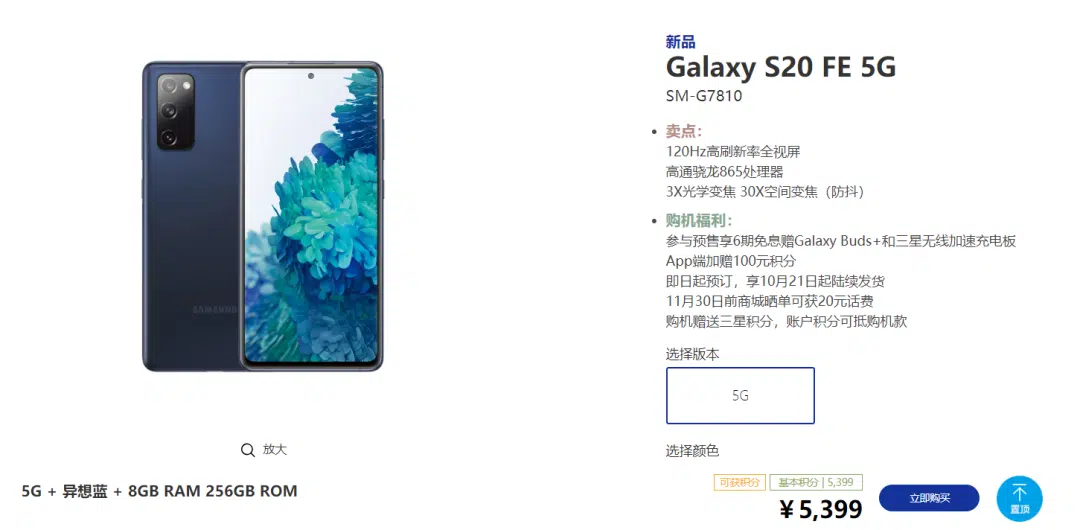 新品
Galaxy S20 FE 5G
SM-G7810
卖点：
120Hz高刷新率全视屏
高通骁龙865处理器
3X光学变焦 30X空间变焦（防抖）
购机福利：
参与预售享6期免息赠Galaxy Buds+和三星无线加速充电板
App端加赠100元积分
即日起预订，享10月21日起陆续发货
11月30日前商城晒单可获20元话费
购机赠送三星积分，账户积分可抵购机款
选择版本
5G
选择颜色
SAMSUNG
放大
5G + 异想蓝 + 8GB RAM 256GB ROM
可获积分
基本积分 | 5,399
¥ 5,399
立即购买
置顶